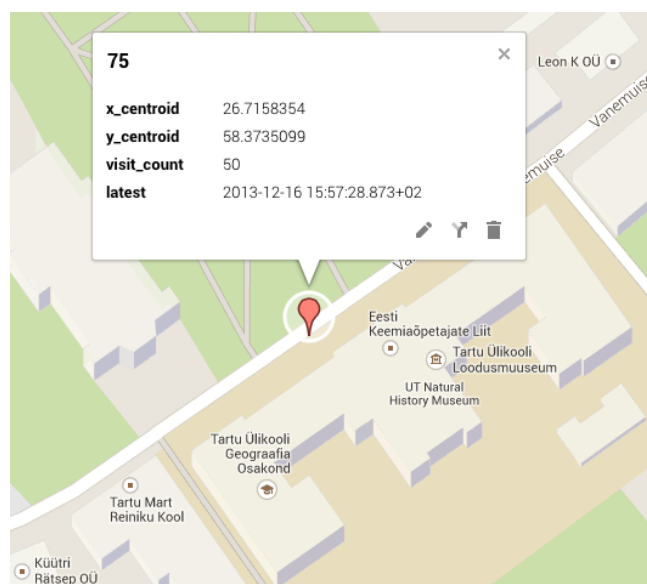 75
x_centroid 26.7158354
y_centroid 58.3735099
visit_count 50
latest 2013-12-16 15:57:28.873+02
Leon K OÜ
Vanemuise
Vanemuise
Eesti
Keemiaõpetajate Liit
Tartu Ülikooli
Loodusmuuseum
UT Natural
History Museum
Tartu Ülikooli
Geograafia
Osakond
Tartu Mart
Reiniku Kool
Küütri
Rätsep OÜ